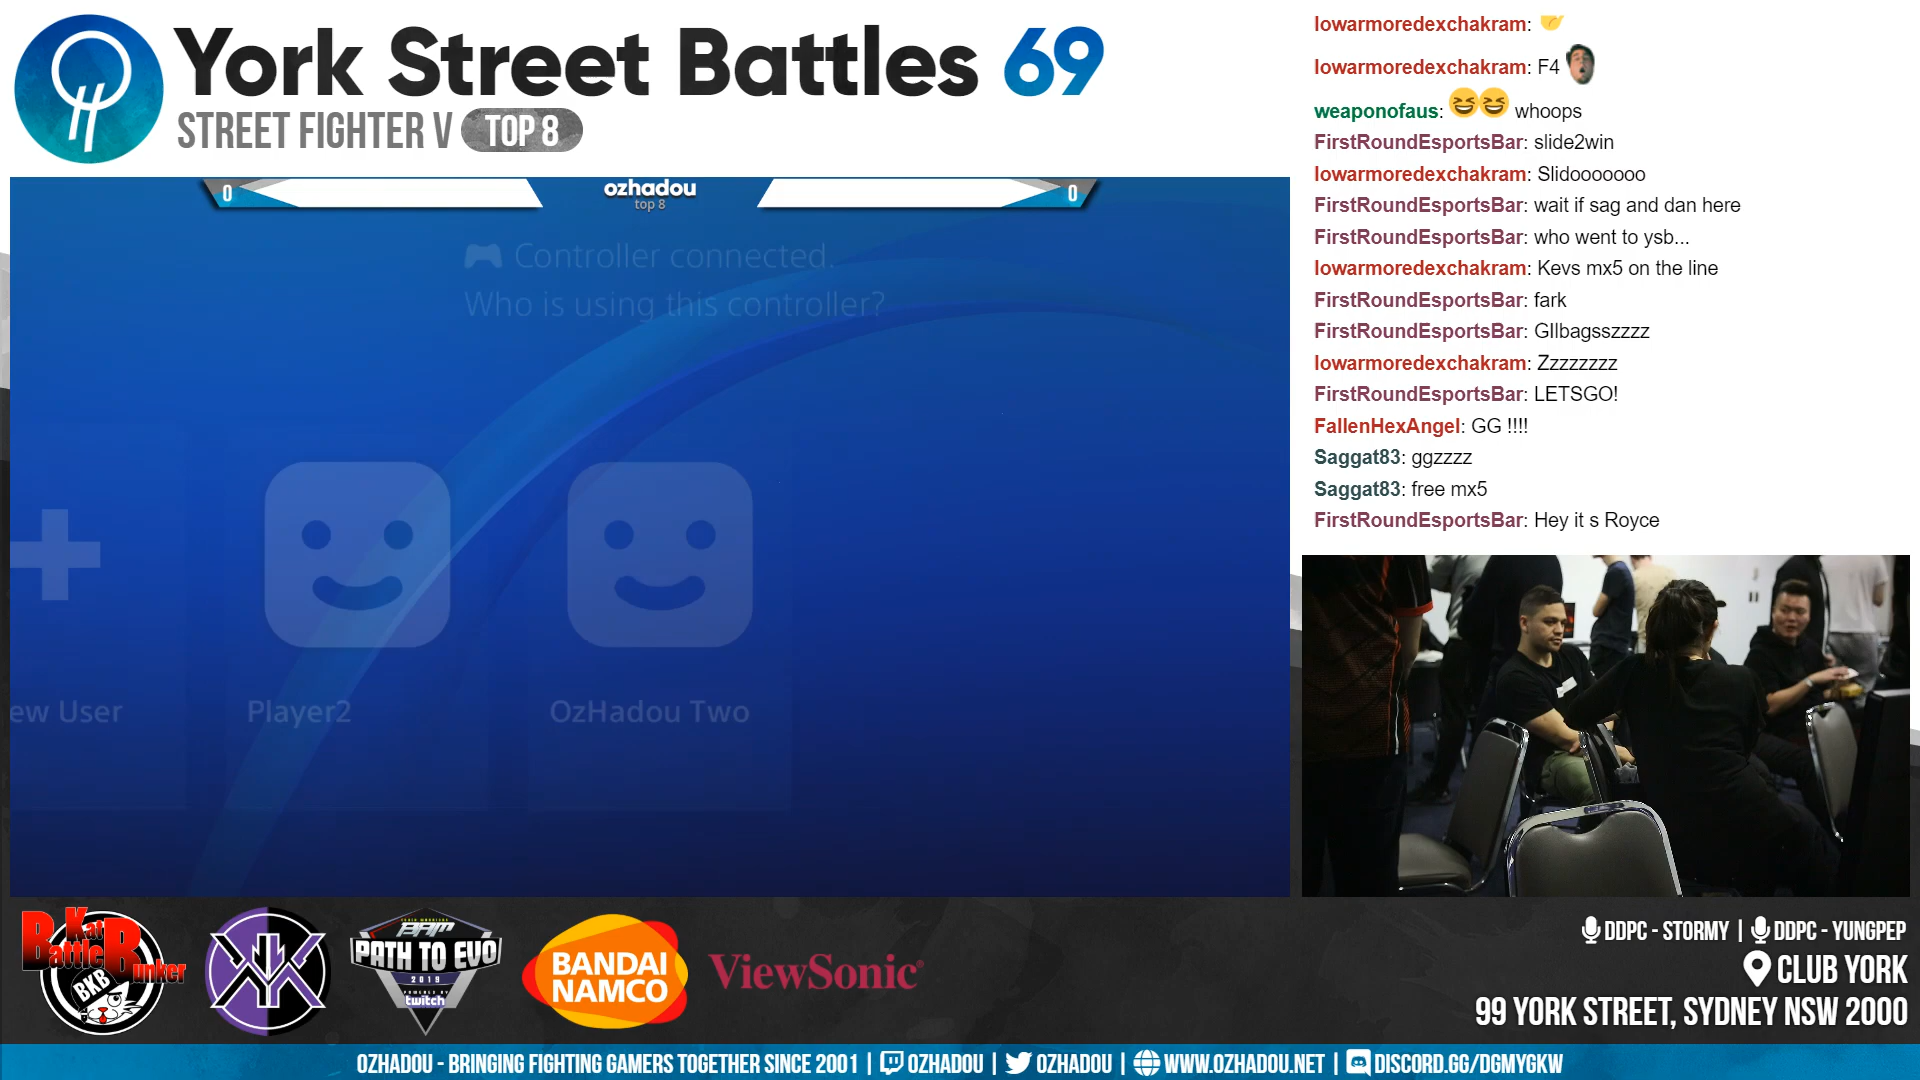 York Street Battles 69
STREET FIGHTER V TOP 8
0
ozhadou
top 8
0
Controller connected.
Who is using this controller?
ew User
Player2
OzHadou Two
lowarmoredexchakram:
lowarmoredexchakram: F4
weaponofaus: whoops
FirstRoundEsportsBar: slide2win
lowarmoredexchakram: Slidooooooo
FirstRoundEsportsBar: wait if sag and dan here
FirstRoundEsportsBar: who went to ysb...
lowarmoredexchakram: Kevs mx5 on the line
FirstRoundEsportsBar: fark
FirstRoundEsportsBar: GIlbagsszzzz
lowarmoredexchakram: Zzzzzzzz
FirstRoundEsportsBar: LETSGO!
FallenHexAngel: GG !!!!
Saggat83: ggzzzz
Saggat83: free mx5
FirstRoundEsportsBar: Hey it s Royce
Kat
Battle Bunker
BKB
BAM
PATH TO EVO
2019
POWERED BY
twitch
BANDAI
NAMCO
ViewSonic
DDPC - STORMY | DDPC - YUNGPEP
CLUB YORK
99 YORK STREET, SYDNEY NSW 2000
OZHADOU - BRINGING FIGHTING GAMERS TOGETHER SINCE 2001 | OZHADOU | OZHADOU | WWW.OZHADOU.NET | DISCORD.GG/DGMYGKW